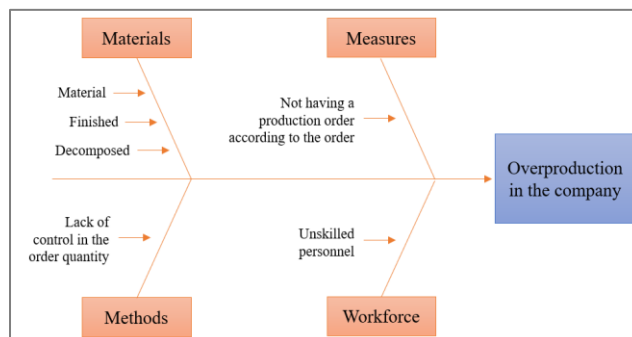 Materials
Measures
Material
Finished
Decomposed
Not having a
production order
according to the order
Overproduction
in the company
Lack of
control in the
order quantity
Unskilled
personnel
Methods
Workforce